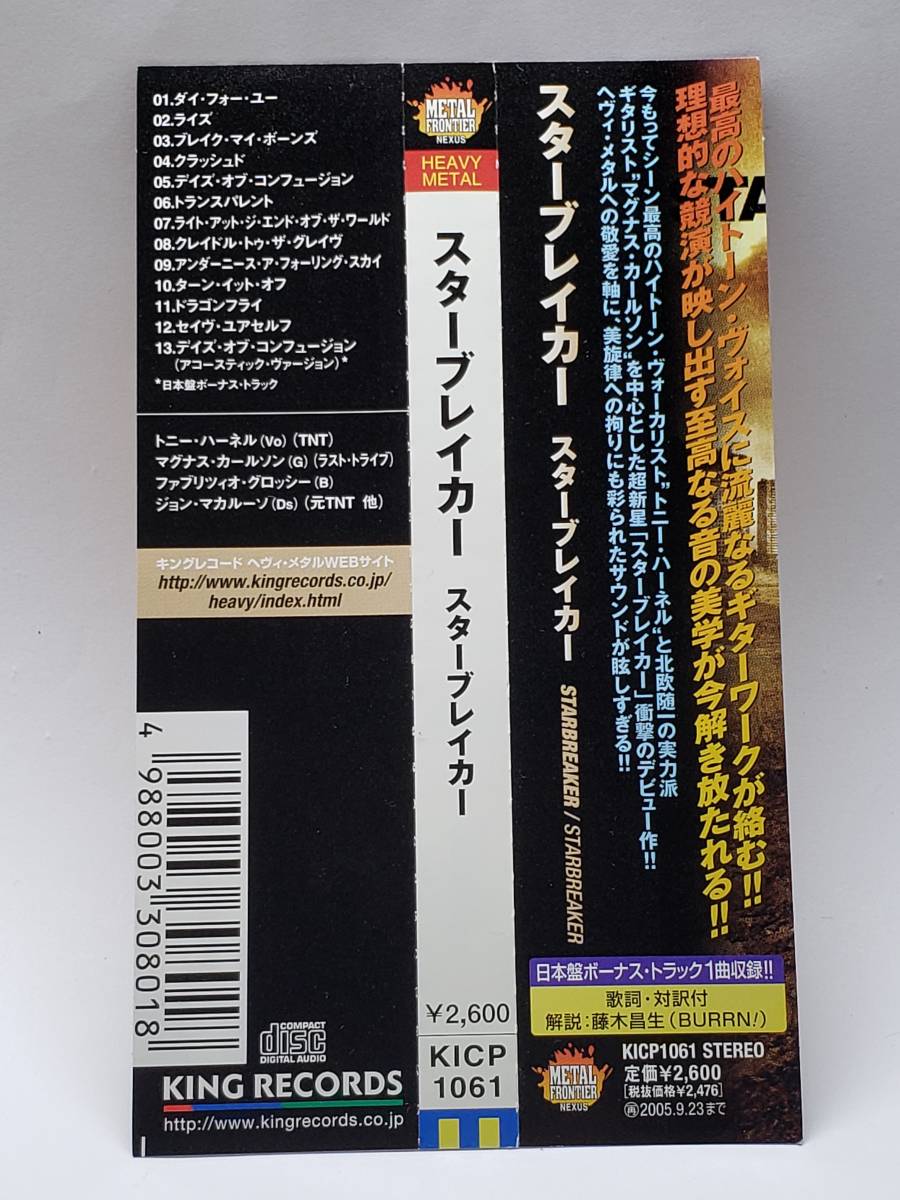 01.ダイ・フォー・ユー
02.ライズ
03.ブレイク・マイ・ボーンズ
04.クラッシュド
05.デイズ・オブ・コンフュージョン
06.トランスパレント
07.ライト・アット・ジ・エンド・オブ・ザ・ワールド
08.クレイドル・トゥ・ザ・グレイヴ
09.アンダーニース・ア・フォーリング・スカイ
10.ターン・イット・オフ
11.ドラゴンフライ
12.セイヴ・ユアセルフ
13.デイズ・オブ・コンフュージョン
(アコースティック・ヴァージョン)*
*日本盤ボーナス・トラック
トニー・ハーネル(Vo)(TNT)
マグナス・カールソン(G)(ラスト・トライブ)
ファブリツィオ・グロッシー(B)
ジョン・マカルーソ(Ds)(元TNT 他)
キングレコード ヘヴィ・メタルWEBサイト
http://www.kingrecords.co.jp/
heavy/index.html
4 988003 308018
COMPACT
disc
DIGITAL AUDIO
KING RECORDS
http://www.kingrecords.co.jp
METAL
FRONTIER
NEXUS
HEAVY
METAL
スターブレイカー スターブレイカー
¥2,600
KICP
1061
最高のハイトーン・ヴォイスに流麗なるギターワークが絡む!!
理想的な競演が映し出す至高なる音の美学が今解き放たれる!!
TA
今もってシーン最高のハイトーン・ヴォーカリスト"トニー・ハーネル"と北欧随一の実力派
ギタリスト"マグナス・カールソン"を中心とした超新星「スターブレイカー」衝撃のデビュー作!!
ヘヴィ・メタルへの敬愛を軸に、美旋律への拘りにも彩られたサウンドが眩しすぎる!!
スターブレイカー スターブレイカー STARBREAKER / STARBREAKER
日本盤ボーナス・トラック1曲収録!!
歌詞・対訳付
解説:藤木昌生(BURRN!)
METAL
FRONTIER
NEXUS
KICP1061 STEREO
定価¥2,600
[税抜価格¥2,476]
再2005.9.23まで